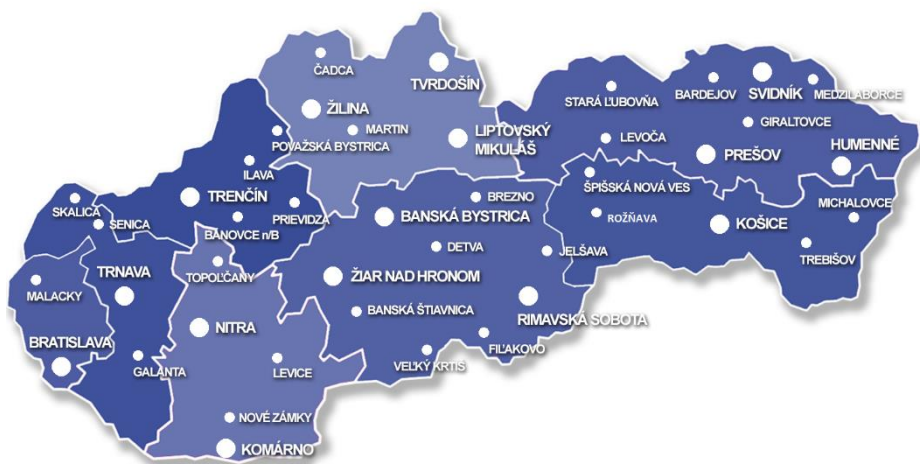 ČADCA
TVRDOŠÍN
ŽILINA
MARTIN
LIPTOVSKÝ
MIKULÁŠ
POVAŽSKÁ BYSTRICA
ILAVA
STARÁ ĽUBOVŇA
BARDEJOV
SVIDNÍK
MEDZILABORCE
GIRALTOVCE
LEVOČA
PREŠOV
HUMENNÉ
SKALICA
SENICA
TRENČÍN
BÁNOVCE n/B
PRIEVIDZA
BREZNO
BANSKÁ BYSTRICA
DETVA
JELŠAVA
ŠPIŠSKÁ NOVÁ VES
ROŽŇAVA
KOŠICE
MICHALOVCE
TREBIŠOV
MALACKY
TRNAVA
TOPOĽČANY
ŽIAR NAD HRONOM
BANSKÁ ŠTIAVNICA
RIMAVSKÁ SOBOTA
BRATISLAVA
NITRA
GALANTA
LEVICE
VEĽKÝ KRTÍŠ
FIĽAKOVO
NOVÉ ZÁMKY
KOMÁRNO